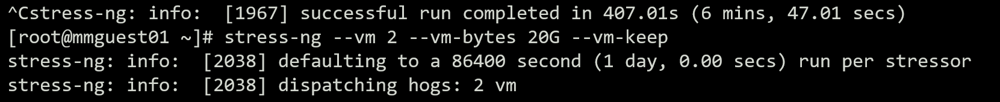 ^Cstress-ng: info:  [1967] successful run completed in 407.01s (6 mins, 47.01 secs)
[root@mmguest01 ~]# stress-ng --vm 2 --vm-bytes 20G --vm-keep
stress-ng: info:  [2038] defaulting to a 86400 second (1 day, 0.00 secs) run per stressor
stress-ng: info:  [2038] dispatching hogs: 2 vm